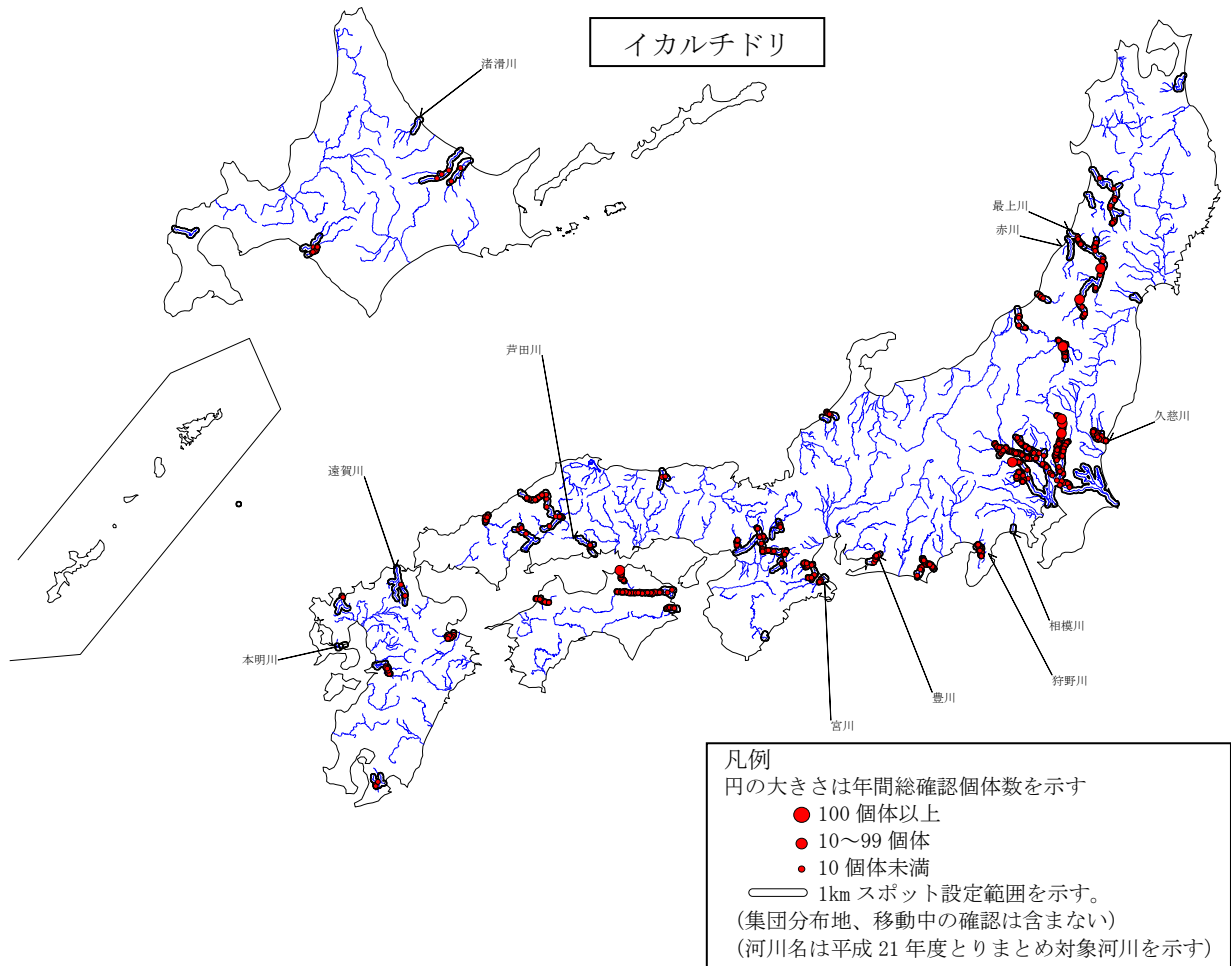 イカルチドリ
渚滑川
最上川
赤川
芦田川
久慈川
遠賀川
本明川
相模川
狩野川
豊川
宮川
凡例
円の大きさは年間総確認個体数を示す
100 個体以上
10～99 個体
10 個体未満
1km スポット設定範囲を示す。
(集団分布地、移動中の確認は含まない)
(河川名は平成 21 年度とりまとめ対象河川を示す)